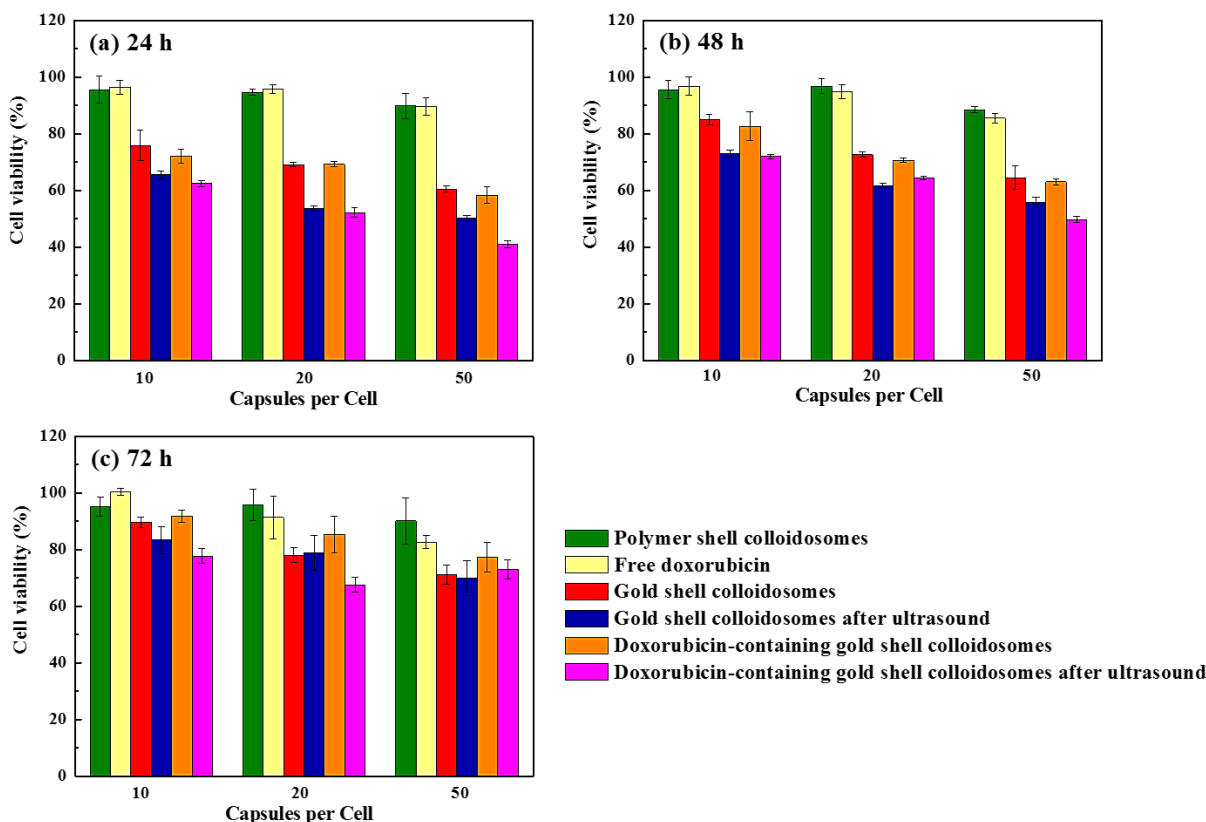 (a) 24 h
120
100
80
60
40
20
0
Cell viability (%)
10 20 50
Capsules per Cell
(b) 48 h
120
100
80
60
40
20
0
Cell viability (%)
10 20 50
Capsules per Cell
(c) 72 h
120
100
80
60
40
20
0
Cell viability (%)
10 20 50
Capsules per Cell
Polymer shell colloidosomes
Free doxorubicin
Gold shell colloidosomes
Gold shell colloidosomes after ultrasound
Doxorubicin-containing gold shell colloidosomes
Doxorubicin-containing gold shell colloidosomes after ultrasound